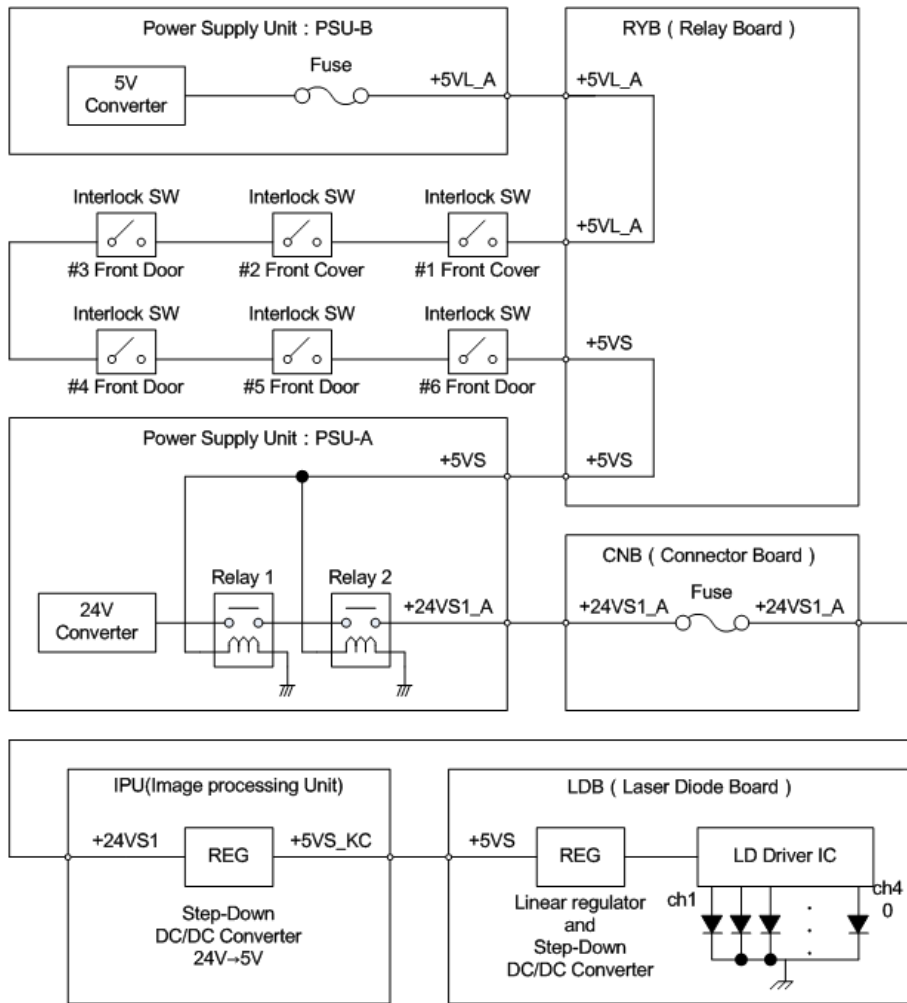 Power Supply Unit : PSU-B
RYB ( Relay Board )
5V
Converter
Fuse
+5VL_A
+5VL_A
Interlock SW
Interlock SW
Interlock SW
+5VL_A
#3 Front Door
#2 Front Cover
#1 Front Cover
Interlock SW
Interlock SW
Interlock SW
+5VS
#4 Front Door
#5 Front Door
#6 Front Door
Power Supply Unit : PSU-A
+5VS
+5VS
CNB ( Connector Board )
Relay 1
Relay 2
Fuse
24V
Converter
+24VS1_A
+24VS1_A
+24VS1_A
IPU(Image processing Unit)
LDB ( Laser Diode Board )
+24VS1
REG
+5VS_KC
+5VS
REG
LD Driver IC
Step-Down
DC/DC Converter
24V→5V
Linear regulator
and
Step-Down
DC/DC Converter
ch1
ch4
0